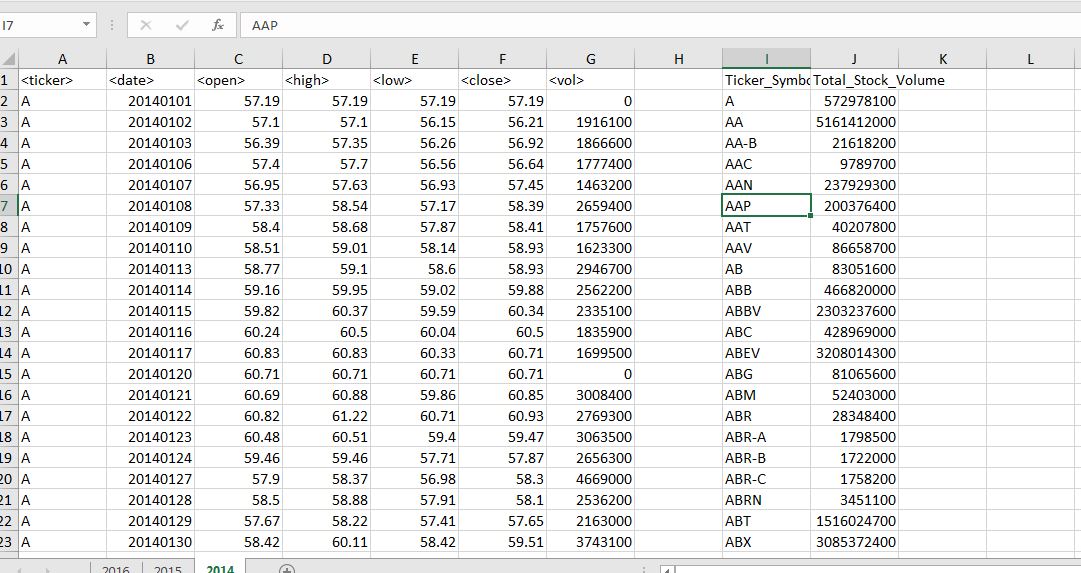 I7 fx AAP
A B C D E F G H I J K L
1 <ticker> <date> <open> <high> <low> <close> <vol> Ticker_Symbo Total_Stock_Volume
2 A 20140101 57.19 57.19 57.19 57.19 0 A 572978100
3 A 20140102 57.1 57.1 56.15 56.21 1916100 AA 5161412000
4 A 20140103 56.39 57.35 56.26 56.92 1866600 AA-B 21618200
5 A 20140106 57.4 57.7 56.56 56.64 1777400 AAC 9789700
6 A 20140107 56.95 57.63 56.93 57.45 1463200 AAN 237929300
7 A 20140108 57.33 58.54 57.17 58.39 2659400 AAP 200376400
8 A 20140109 58.4 58.68 57.87 58.41 1757600 AAT 40207800
9 A 20140110 58.51 59.01 58.14 58.93 1623300 AAV 86658700
10 A 20140113 58.77 59.1 58.6 58.93 2946700 AB 83051600
11 A 20140114 59.16 59.95 59.02 59.88 2562200 ABB 466820000
12 A 20140115 59.82 60.37 59.59 60.34 2335100 ABBV 2303237600
13 A 20140116 60.24 60.5 60.04 60.5 1835900 ABC 428969000
14 A 20140117 60.83 60.83 60.33 60.71 1699500 ABEV 3208014300
15 A 20140120 60.71 60.71 60.71 60.71 0 ABG 81065600
16 A 20140121 60.69 60.88 59.86 60.85 3008400 ABM 52403000
17 A 20140122 60.82 61.22 60.71 60.93 2769300 ABR 28348400
18 A 20140123 60.48 60.51 59.4 59.47 3063500 ABR-A 1798500
19 A 20140124 59.46 59.46 57.71 57.87 2656300 ABR-B 1722000
20 A 20140127 57.9 58.37 56.98 58.3 4669000 ABR-C 1758200
21 A 20140128 58.5 58.88 57.91 58.1 2536200 ABRN 3451100
22 A 20140129 57.67 58.22 57.41 57.65 2163000 ABT 1516024700
23 A 20140130 58.42 60.11 58.42 59.51 3743100 ABX 3085372400
2016 2015 2014